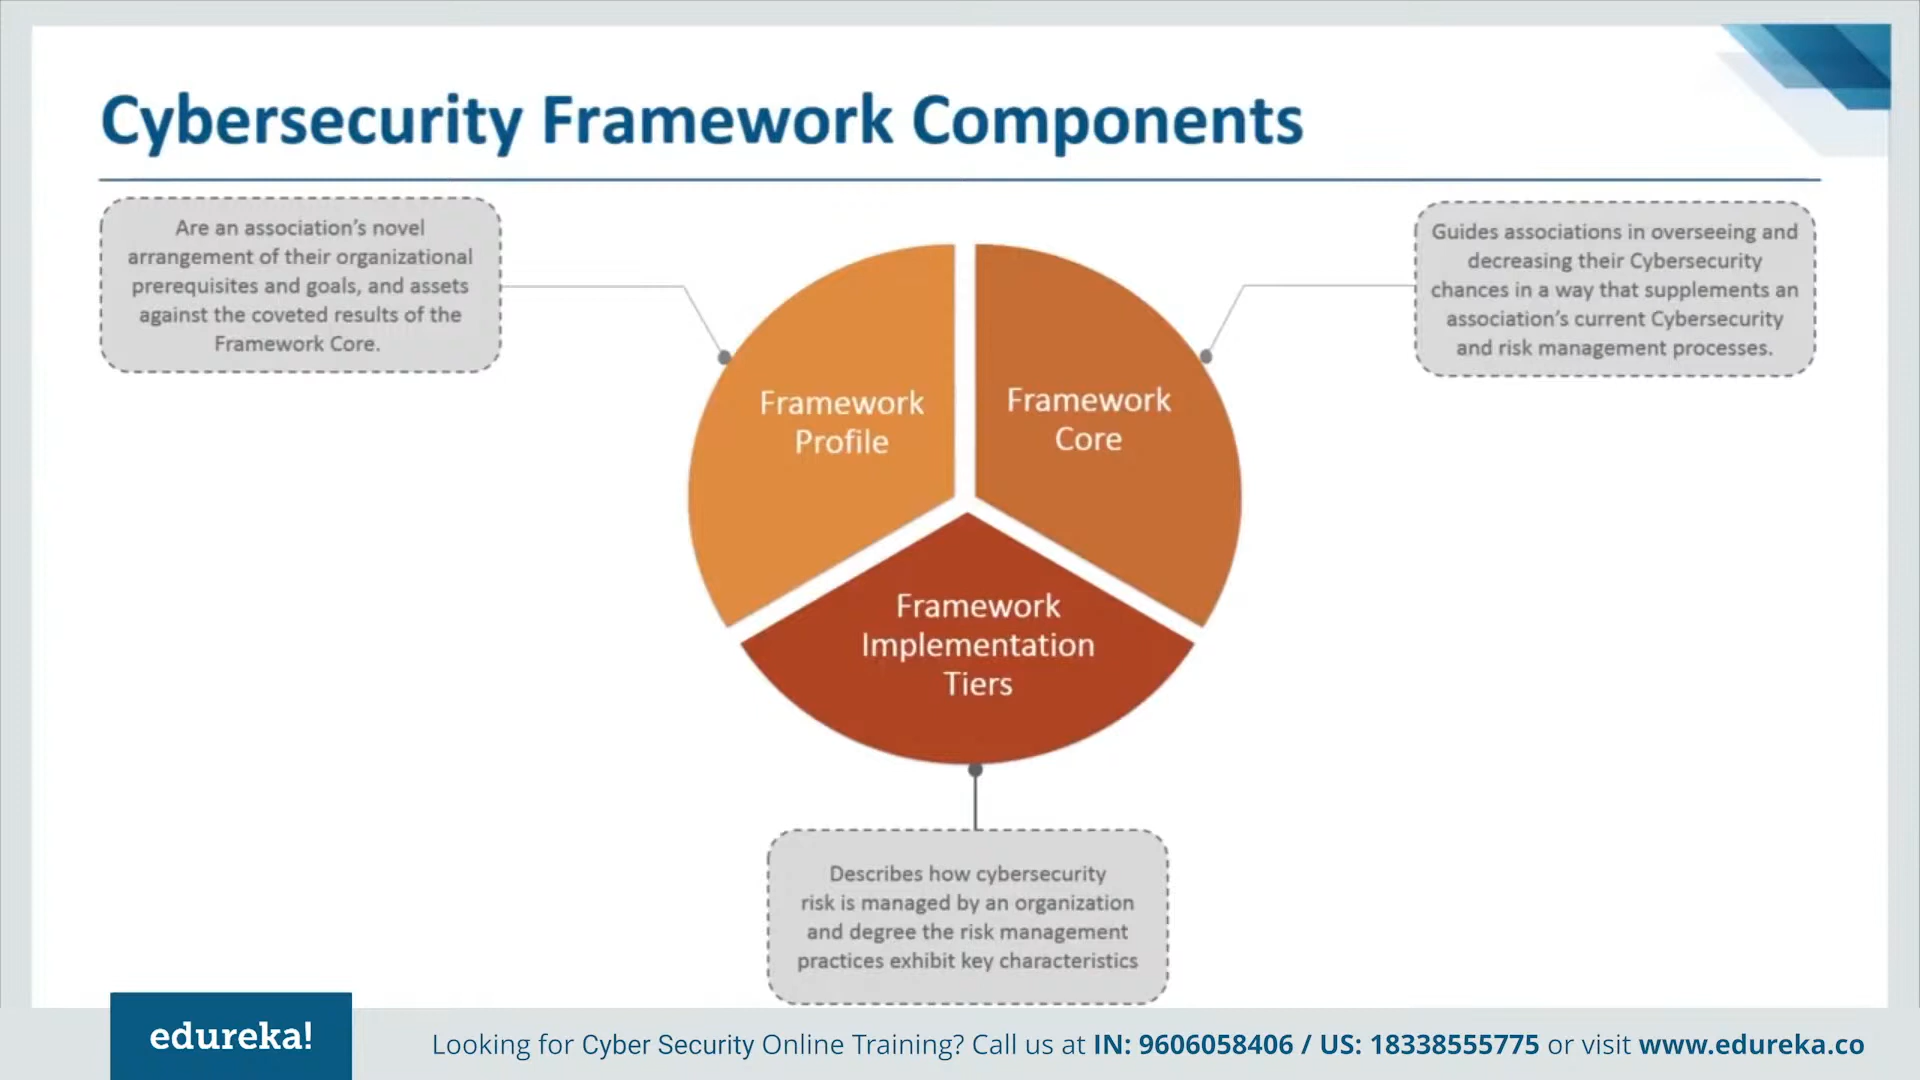 Cybersecurity Framework Components
Are an association's novel
arrangement of their organizational
prerequisites and goals, and assets
against the coveted results of the
Framework Core.
Guides associations in overseeing and
decreasing their Cybersecurity
chances in a way that supplements an
association's current Cybersecurity
and risk management processes.
Framework
Profile
Framework
Core
Framework
Implementation
Tiers
Describes how cybersecurity
risk is managed by an organization
and degree the risk management
practices exhibit key characteristics
edureka!
Looking for Cyber Security Online Training? Call us at IN: 9606058406 / US: 18338555775 or visit www.edureka.co